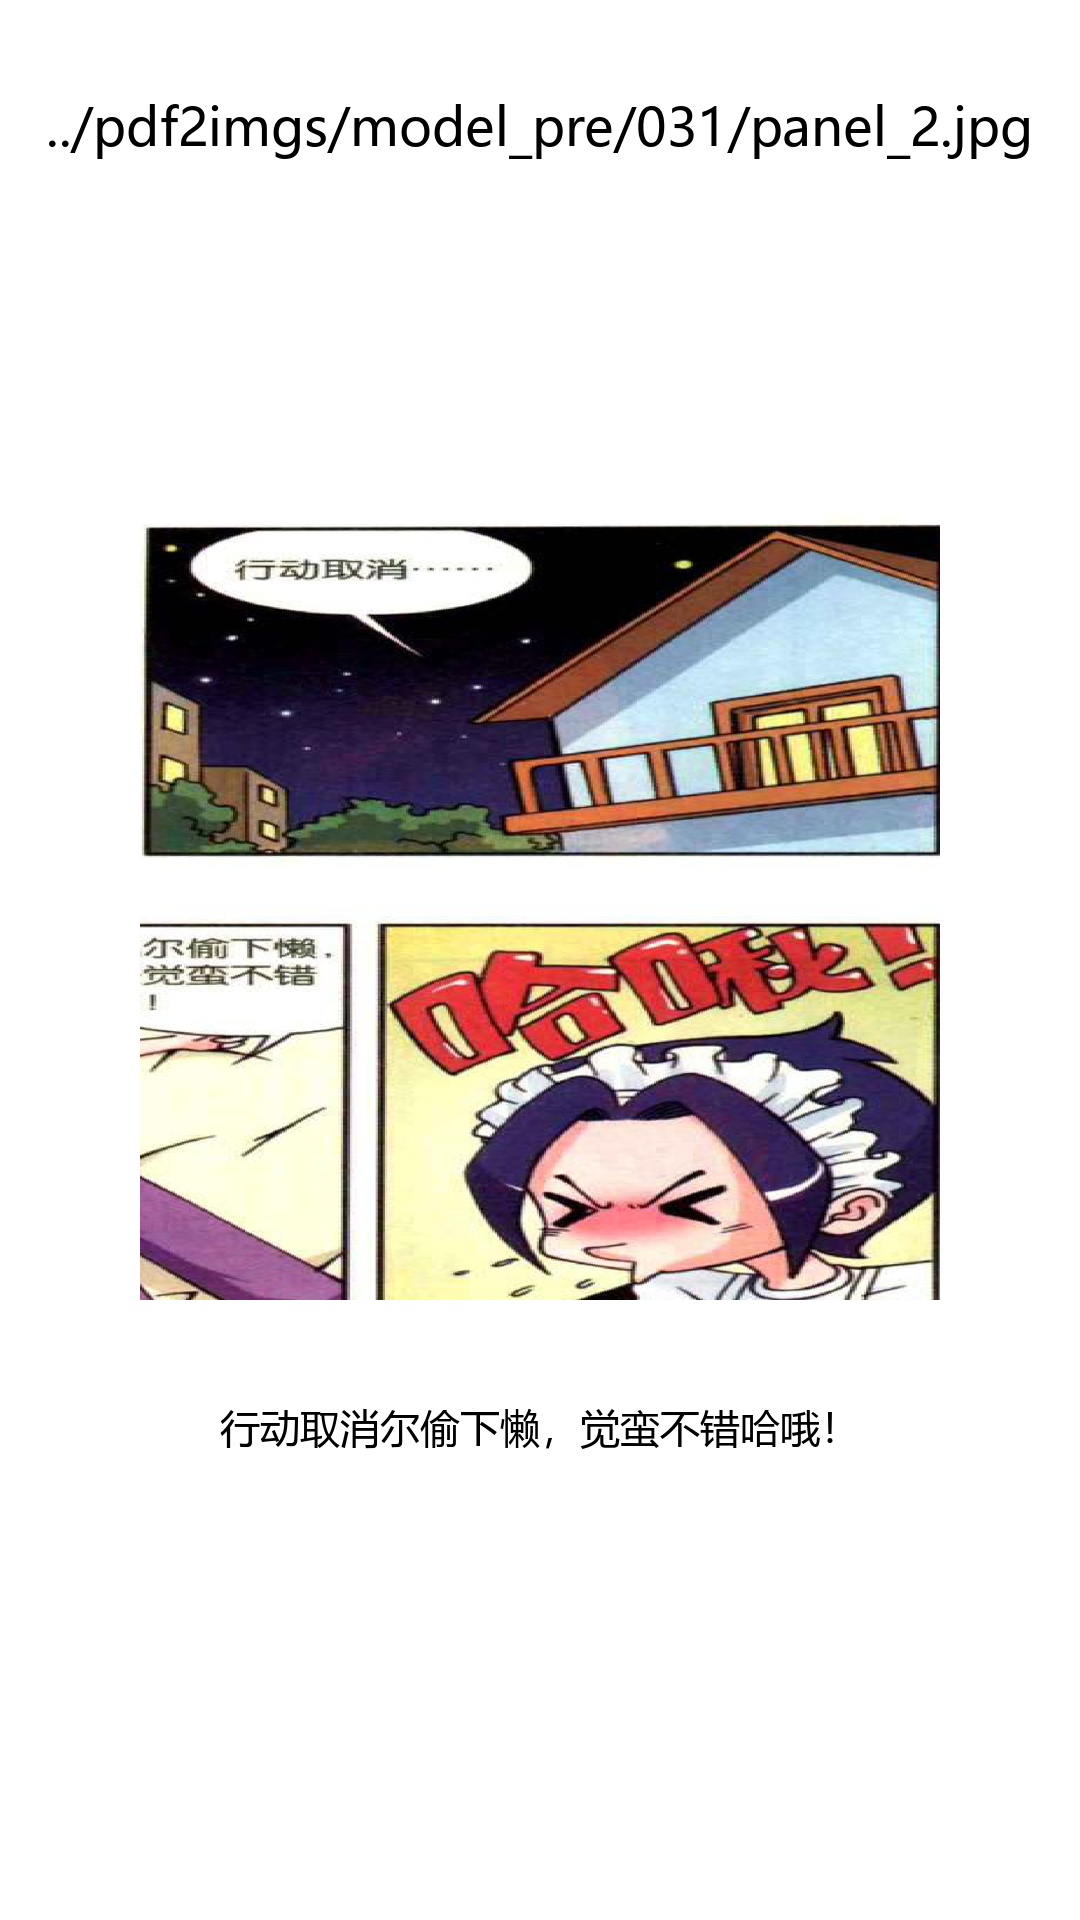 ../pdf2imgs/model_pre/031/panel_2.jpg
行动取消……
尔偷下懒，
觉蛮不错
！
哈啾！
行动取消尔偷下懒，觉蛮不错哈哦！